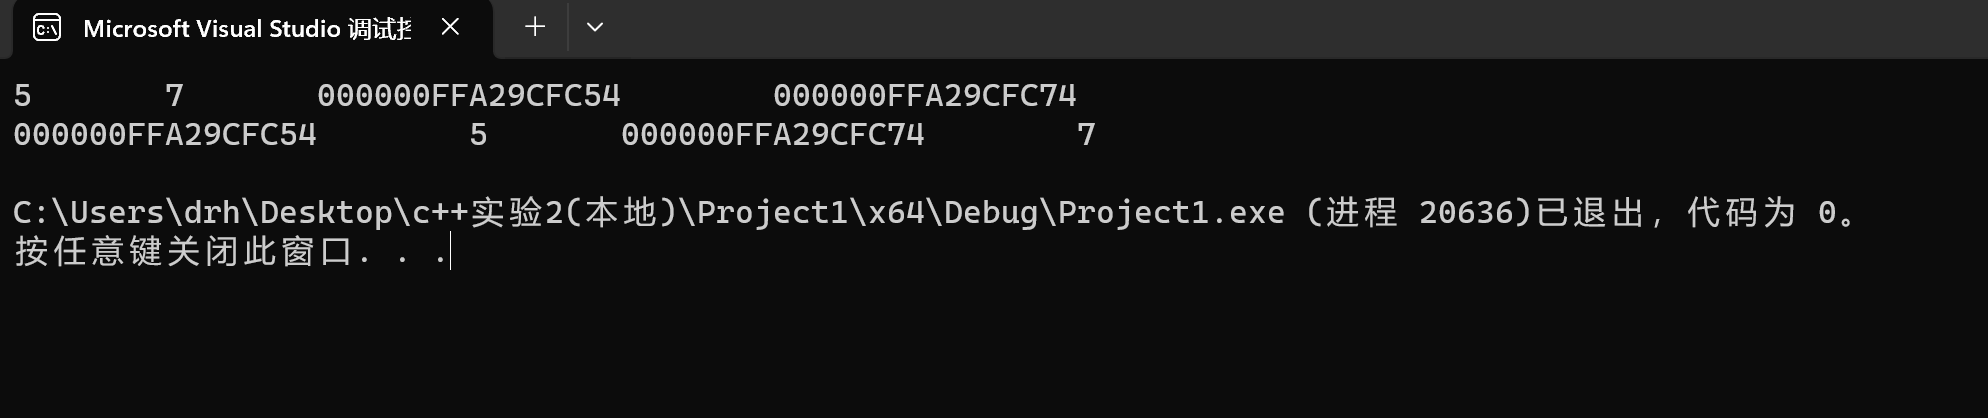 Microsoft Visual Studio 调试控
5 7 000000FFA29CFC54 000000FFA29CFC74
000000FFA29CFC54 5 000000FFA29CFC74 7
C:\Users\drh\Desktop\c++实验2(本地)\Project1\x64\Debug\Project1.exe (进程 20636)已退出，代码为 0。
按任意键关闭此窗口. . .